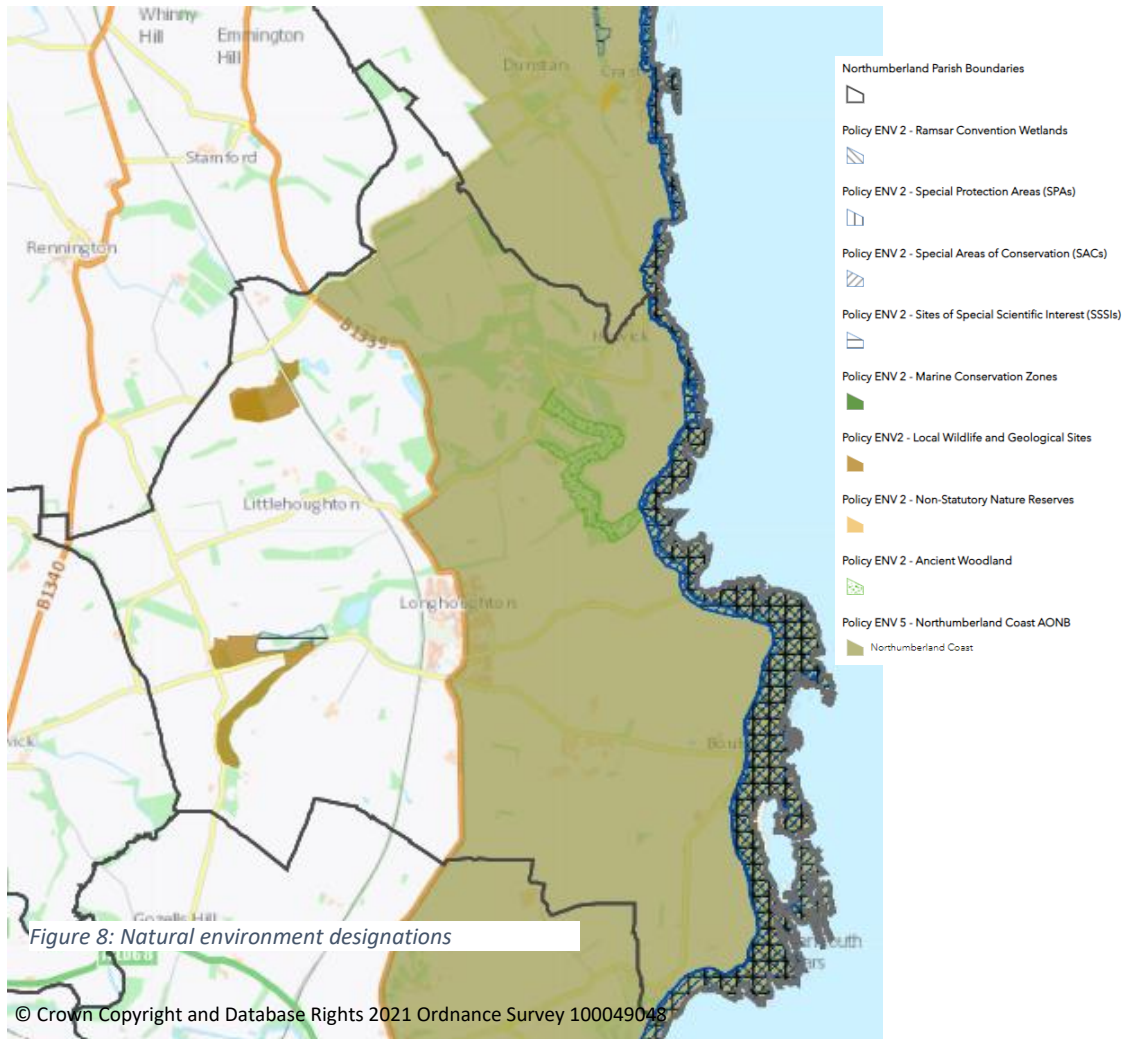 Whinny
Hill
Emmington
Hill
Dunstan
Stamford
Rennington
B1339
Littlehoughton
B1340
Longhoughton
Gozells Hill
Figure 8: Natural environment designations
© Crown Copyright and Database Rights 2021 Ordnance Survey 100049048
Northumberland Parish Boundaries
Policy ENV 2 - Ramsar Convention Wetlands
Policy ENV 2 - Special Protection Areas (SPAs)
Policy ENV 2 - Special Areas of Conservation (SACs)
Policy ENV 2 - Sites of Special Scientific Interest (SSSIs)
Policy ENV 2 - Marine Conservation Zones
Policy ENV2 - Local Wildlife and Geological Sites
Policy ENV 2 - Non-Statutory Nature Reserves
Policy ENV 2 - Ancient Woodland
Policy ENV 5 - Northumberland Coast AONB
Northumberland Coast